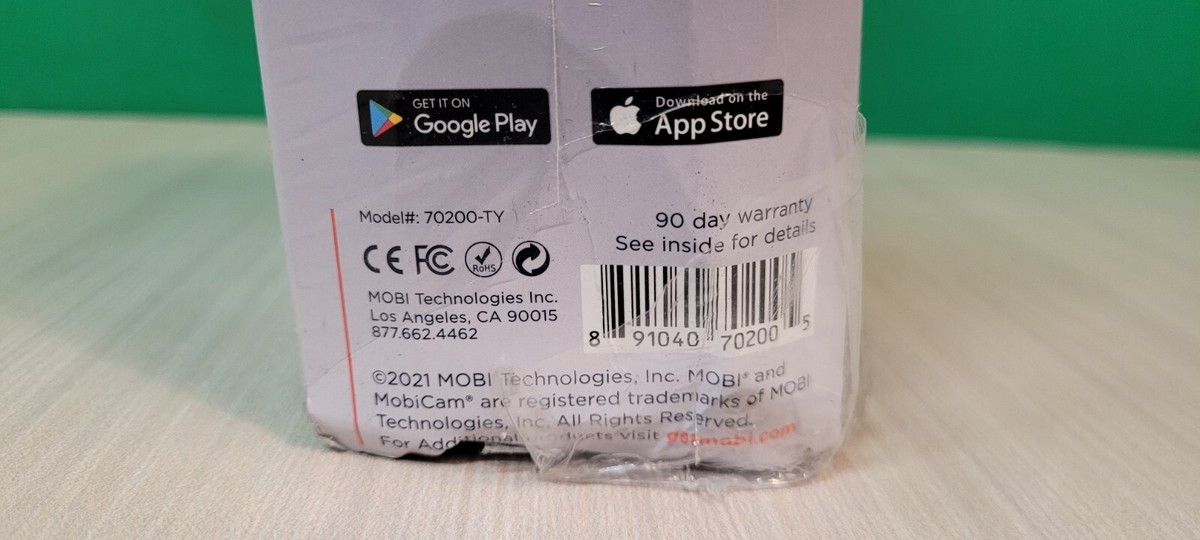 GET IT ON
Google Play
Download on the
App Store
Model#: 70200-TY
CE FC RoHS
MOBI Technologies Inc.
Los Angeles, CA 90015
877.662.4462
90 day warranty
See inside for details
8 91040 70200 5
©2021 MOBI Technologies, Inc. MOBI® and
MobiCam® are registered trademarks of MOBI
Technologies, Inc. All Rights Reserved.
For Additional products visit getmobi.com